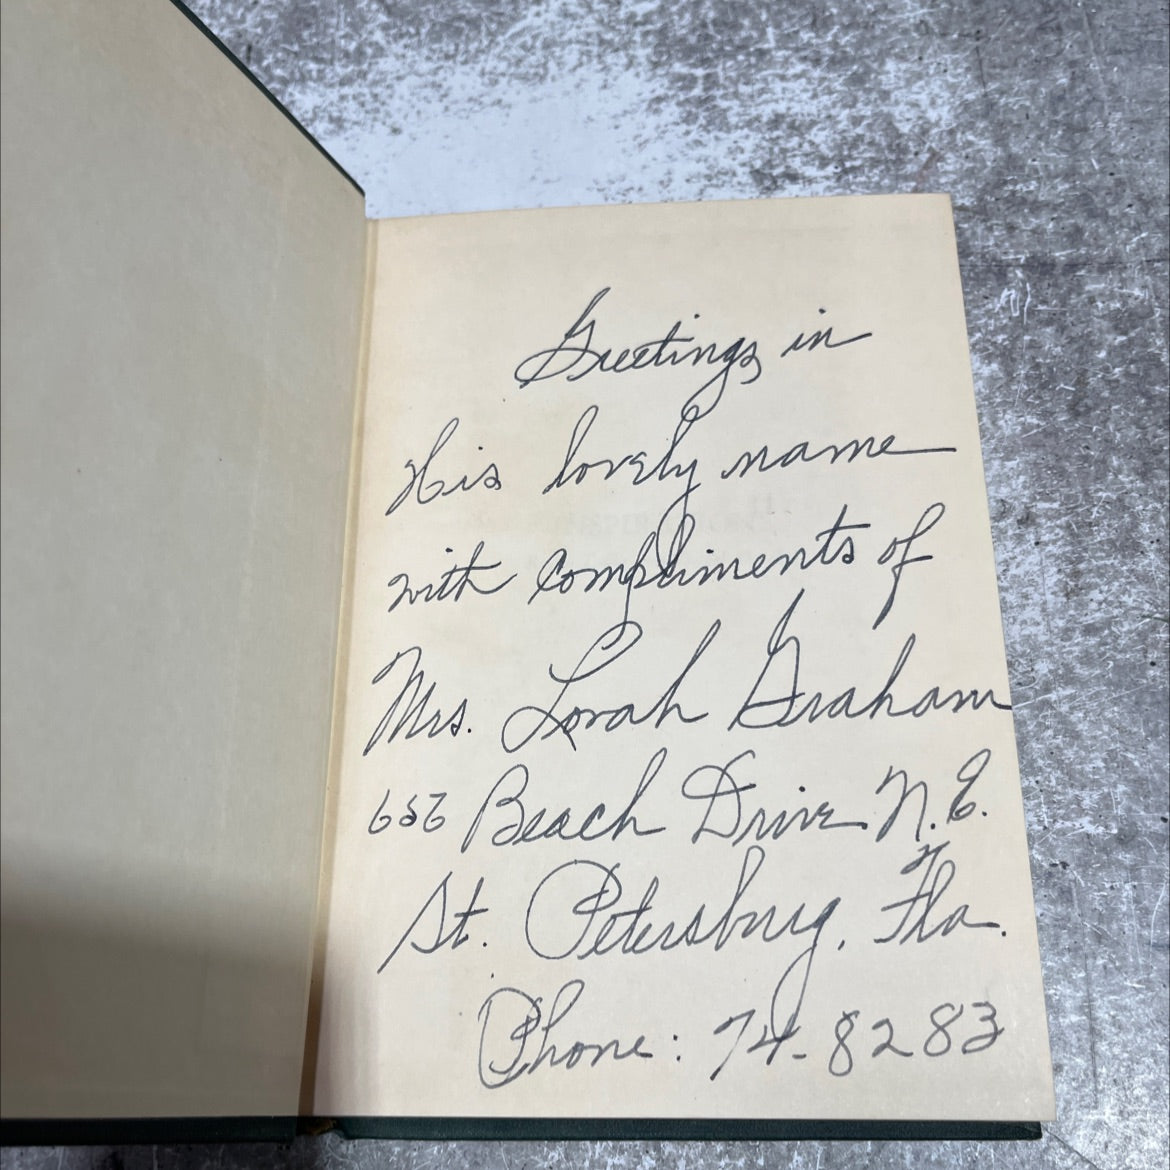 Greetings in
His lovely name
with compliments of
Mrs. Lorah Graham
656 Beach Drive N.E.
St. Petersburg, Fla.
Phone: 74-8283